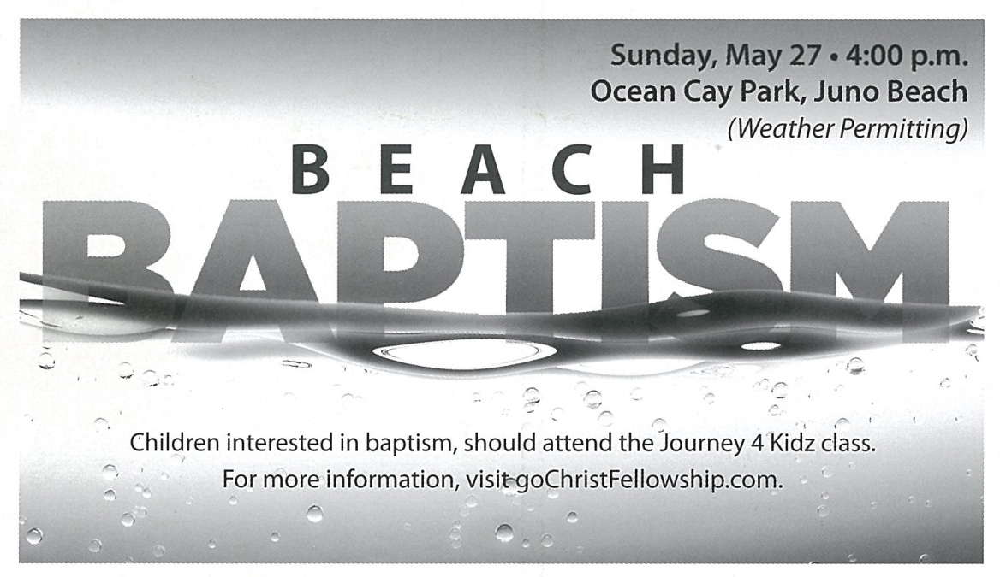 Sunday, May 27 • 4:00 p.m.
Ocean Cay Park, Juno Beach
(Weather Permitting)
BEACH
BAPTISM
Children interested in baptism, should attend the Journey 4 Kidz class.
For more information, visit goChristFellowship.com.